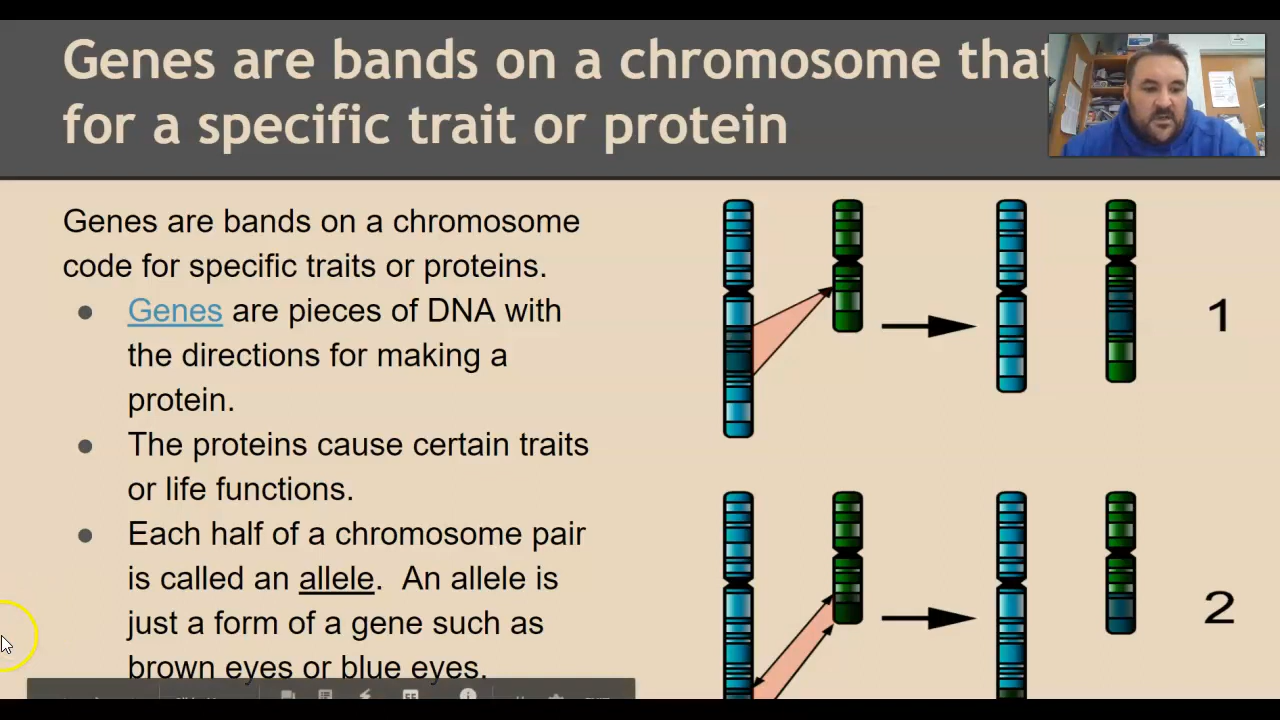 Genes are bands on a chromosome that
for a specific trait or protein
Genes are bands on a chromosome
code for specific traits or proteins.
Genes are pieces of DNA with
the directions for making a
protein.
The proteins cause certain traits
or life functions.
Each half of a chromosome pair
is called an allele. An allele is
just a form of a gene such as
brown eyes or blue eyes.
1
2